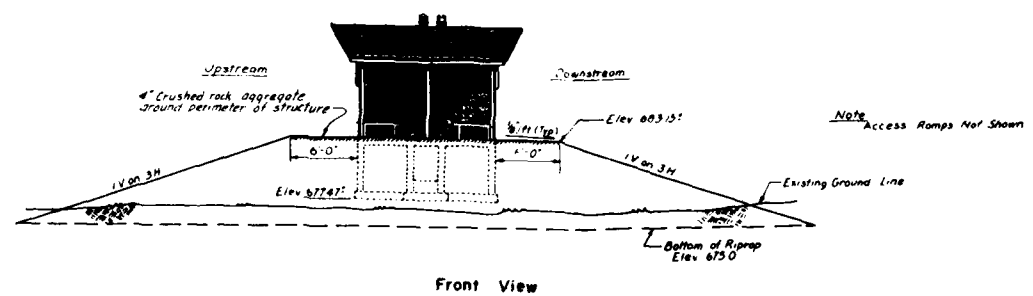 Upstream
Downstream
4" Crushed rock aggregate
around perimeter of structure
Elev 683.15±
Note
Access Ramps Not Shown
6'-0"
6'-0"
1V on 3H
1V on 3H
Elev 677.47±
Existing Ground Line
Bottom of Riprap
Elev 675.0
Front View